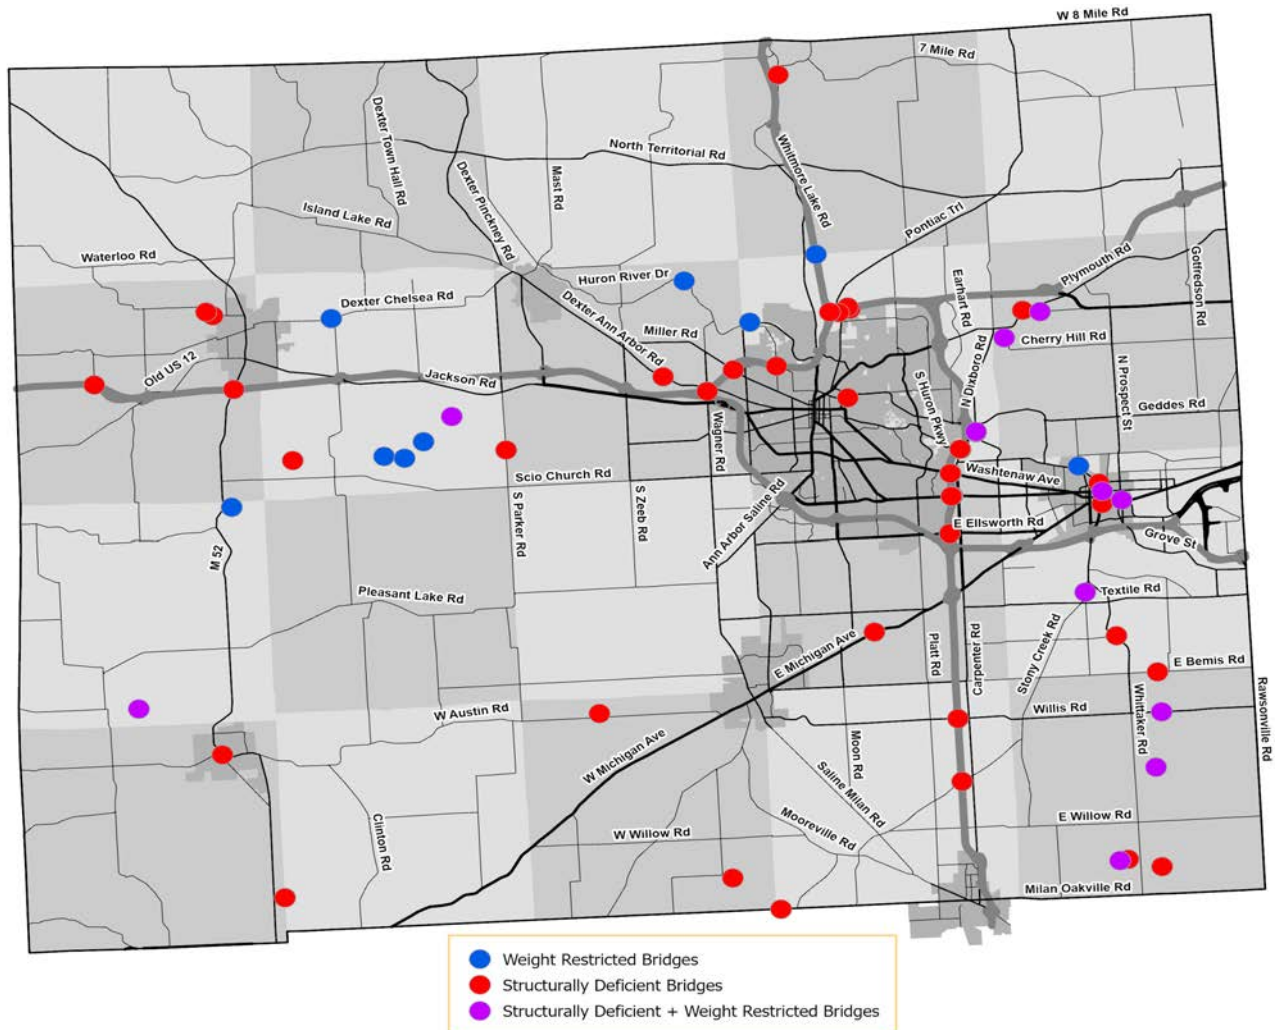 W 8 Mile Rd
7 Mile Rd
Dexter Town Hall Rd
North Territorial Rd
Whitmore Lake Rd
Mast Rd
Dexter Pinckney Rd
Island Lake Rd
Pontiac Trl
Waterloo Rd
Plymouth Rd
Gotfredson Rd
Huron River Dr
Earhart Rd
Dexter Chelsea Rd
Dexter Ann Arbor Rd
Miller Rd
Cherry Hill Rd
N Dixboro Rd
Old US 12
Jackson Rd
N Prospect St
S Huron Pkwy
Geddes Rd
Wagner Rd
Scio Church Rd
Washtenaw Ave
S Parker Rd
S Zeeb Rd
Ann Arbor Saline Rd
E Ellsworth Rd
Grove St
M 52
Pleasant Lake Rd
Textile Rd
E Michigan Ave
Platt Rd
Carpenter Rd
Stony Creek Rd
E Bemis Rd
W Austin Rd
Willis Rd
Whittaker Rd
Rawsonville Rd
W Michigan Ave
Moon Rd
Saline Milan Rd
Clinton Rd
W Willow Rd
Mooreville Rd
E Willow Rd
Milan Oakville Rd
Weight Restricted Bridges
Structurally Deficient Bridges
Structurally Deficient + Weight Restricted Bridges